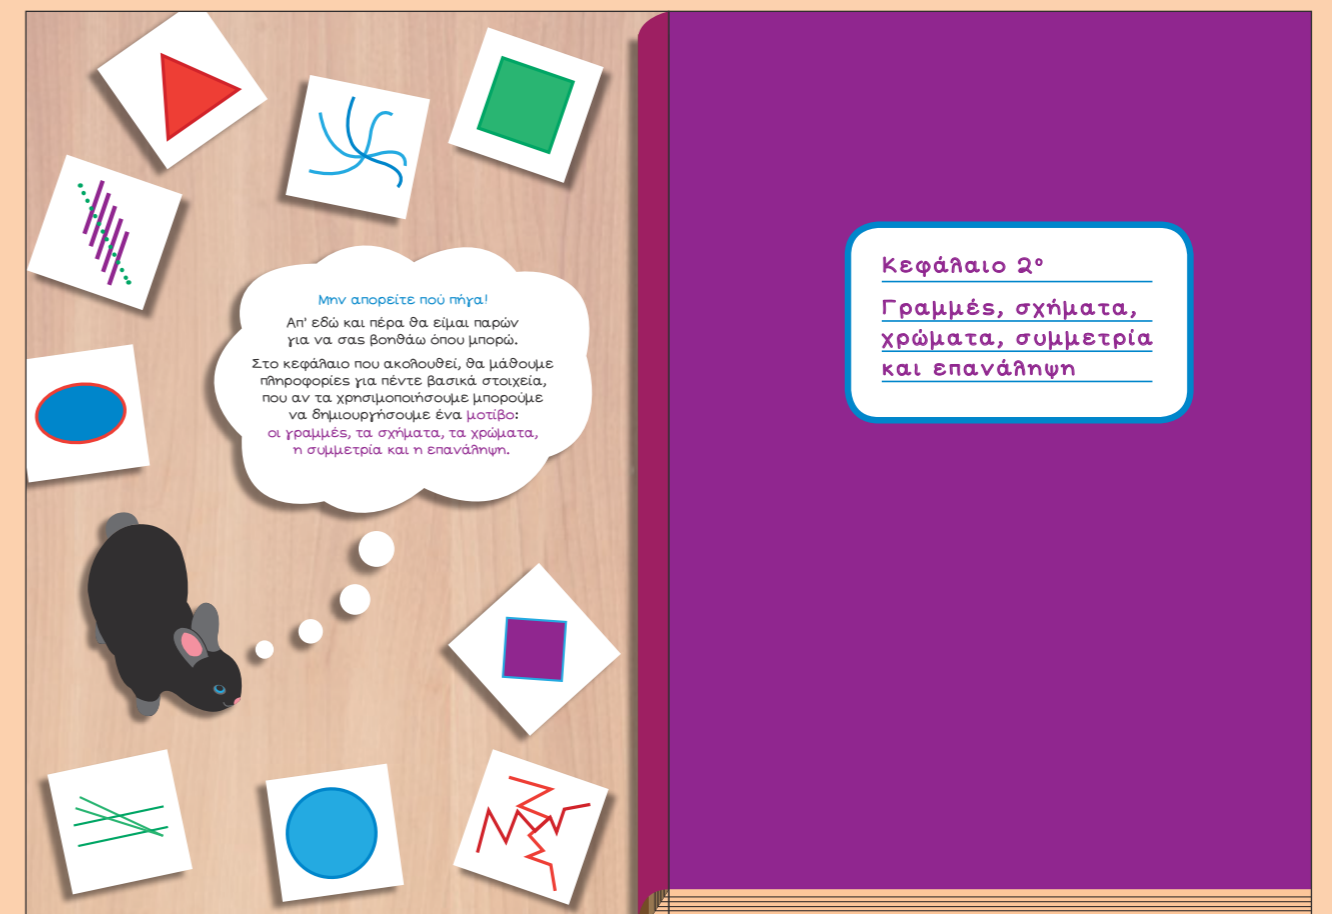 Μην απορείτε πού πήγα!
Απ' εδώ και πέρα θα είμαι παρών
για να σας βοηθάω όπου μπορώ.
Στο κεφάλαιο που ακολουθεί, θα μάθουμε
πληροφορίες για πέντε βασικά στοιχεία,
που αν τα χρησιμοποιήσουμε μπορούμε
να δημιουργήσουμε ένα μοτίβο:
οι γραμμές, τα σχήματα, τα χρώματα,
η συμμετρία και η επανάληψη.
Κεφάλαιο 2º
Γραμμές, σχήματα,
χρώματα, συμμετρία
και επανάληψη